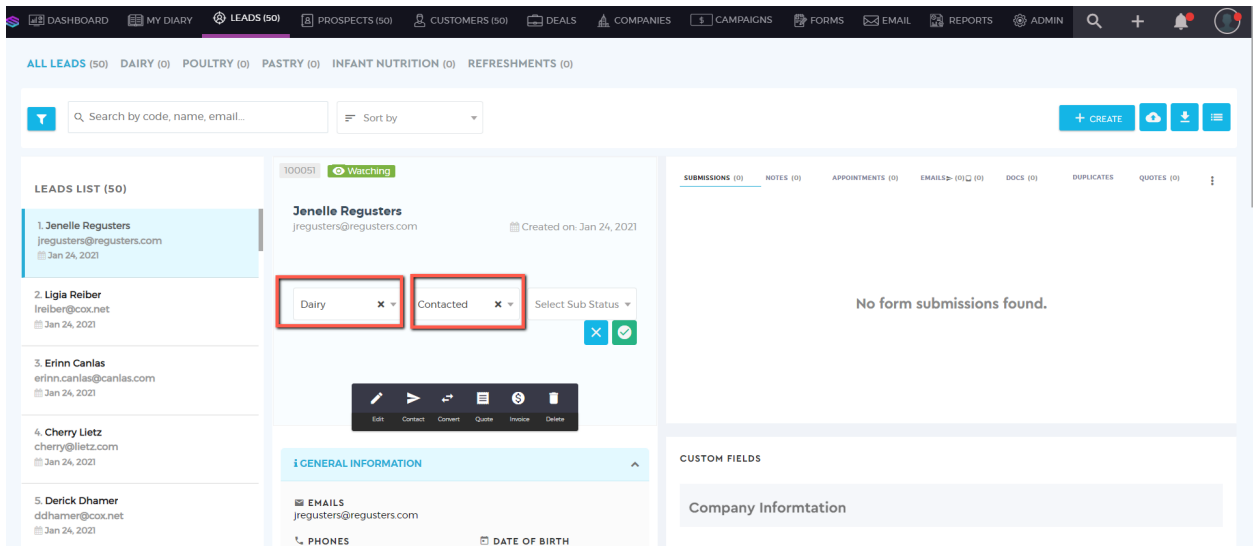 DASHBOARD MY DIARY LEADS (50) PROSPECTS (50) CUSTOMERS (50) DEALS COMPANIES $ CAMPAIGNS FORMS EMAIL REPORTS ADMIN
ALL LEADS (50) DAIRY (0) POULTRY (0) PASTRY (0) INFANT NUTRITION (0) REFRESHMENTS (0)
Search by code, name, email... Sort by + CREATE
LEADS LIST (50)
1. Jenelle Regusters
jregusters@regusters.com
Jan 24, 2021
2. Ligia Reiber
lreiber@cox.net
Jan 24, 2021
3. Erinn Canlas
erinn.canlas@canlas.com
Jan 24, 2021
4. Cherry Lietz
cherry@lietz.com
Jan 24, 2021
5. Derick Dhamer
ddhamer@cox.net
Jan 24, 2021
100051 Watching
Jenelle Regusters
jregusters@regusters.com Created on: Jan 24, 2021
Dairy Contacted Select Sub Status
Edit Contact Convert Quote Invoice Delete
GENERAL INFORMATION
EMAILS
jregusters@regusters.com
PHONES DATE OF BIRTH
SUBMISSIONS (0) NOTES (0) APPOINTMENTS (0) EMAILS (0) (0) DOCS (0) DUPLICATES QUOTES (0)
No form submissions found.
CUSTOM FIELDS
Company Informtation